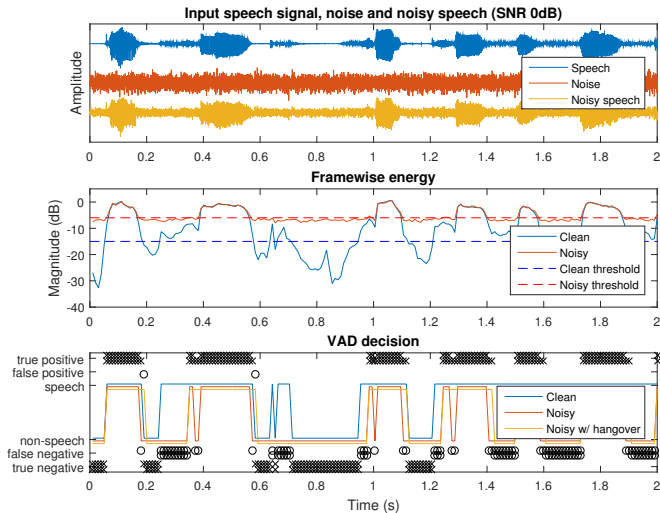 Input speech signal, noise and noisy speech (SNR 0dB)
Amplitude
Speech
Noise
Noisy speech
0 0.2 0.4 0.6 0.8 1 1.2 1.4 1.6 1.8 2
Framewise energy
Magnitude (dB)
0
-10
-20
-30
-40
Clean
Noisy
Clean threshold
Noisy threshold
0 0.2 0.4 0.6 0.8 1 1.2 1.4 1.6 1.8 2
VAD decision
true positive
false positive
speech
non-speech
false negative
true negative
Clean
Noisy
Noisy w/ hangover
0 0.2 0.4 0.6 0.8 1 1.2 1.4 1.6 1.8 2
Time (s)